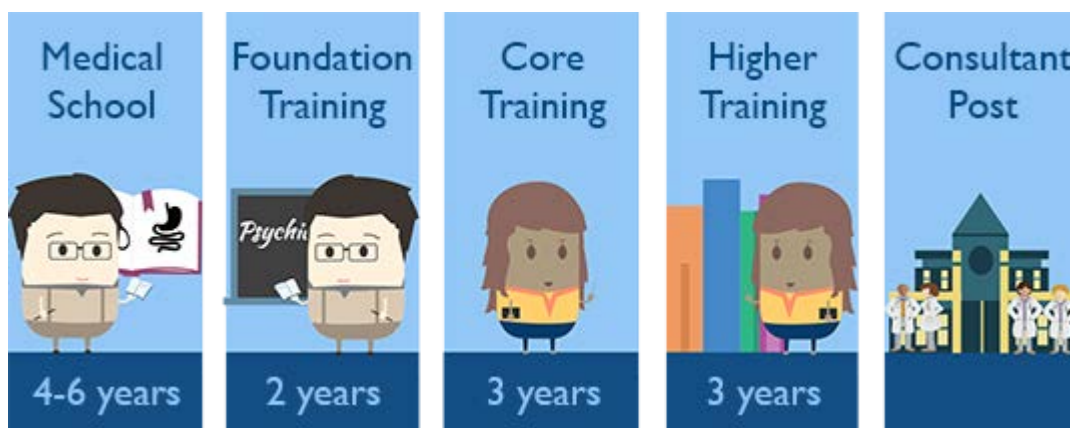 Medical
School
Foundation
Training
Core
Training
Higher
Training
Consultant
Post
Psychi
4-6 years
2 years
3 years
3 years